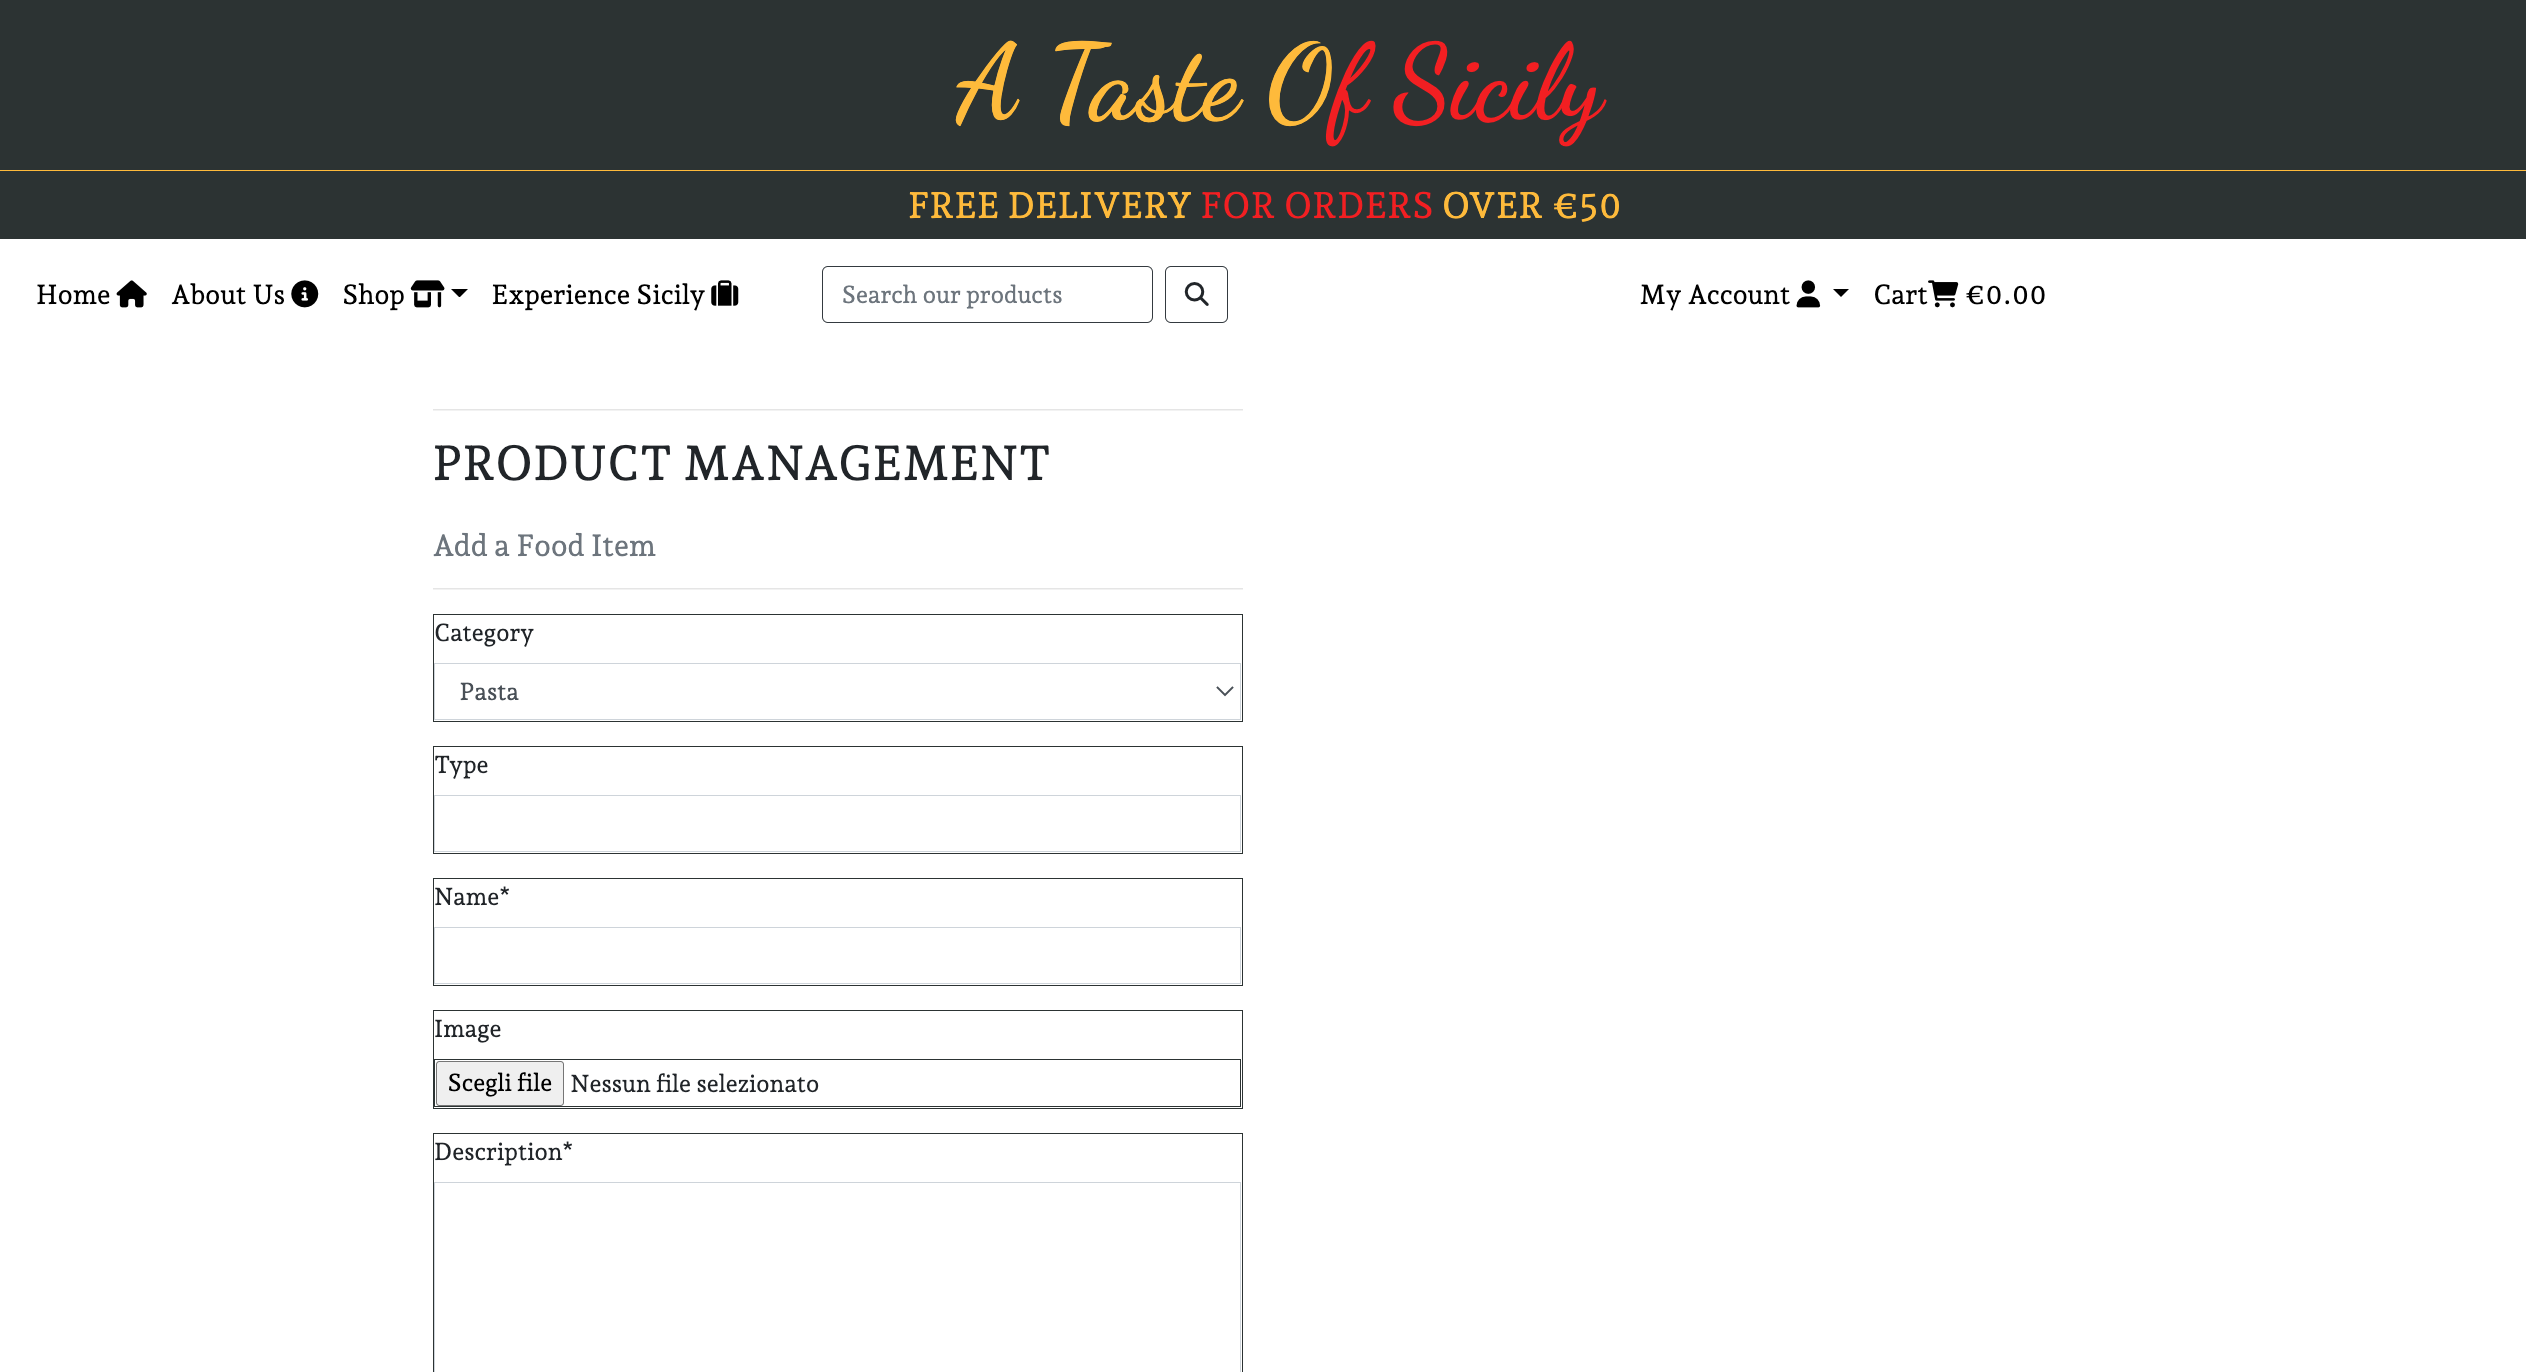 A Taste Of Sicily
FREE DELIVERY FOR ORDERS OVER €50
Home About Us Shop Experience Sicily Search our products My Account Cart €0.00
PRODUCT MANAGEMENT
Add a Food Item
Category
Pasta
Type
Name*
Image
Scegli file Nessun file selezionato
Description*